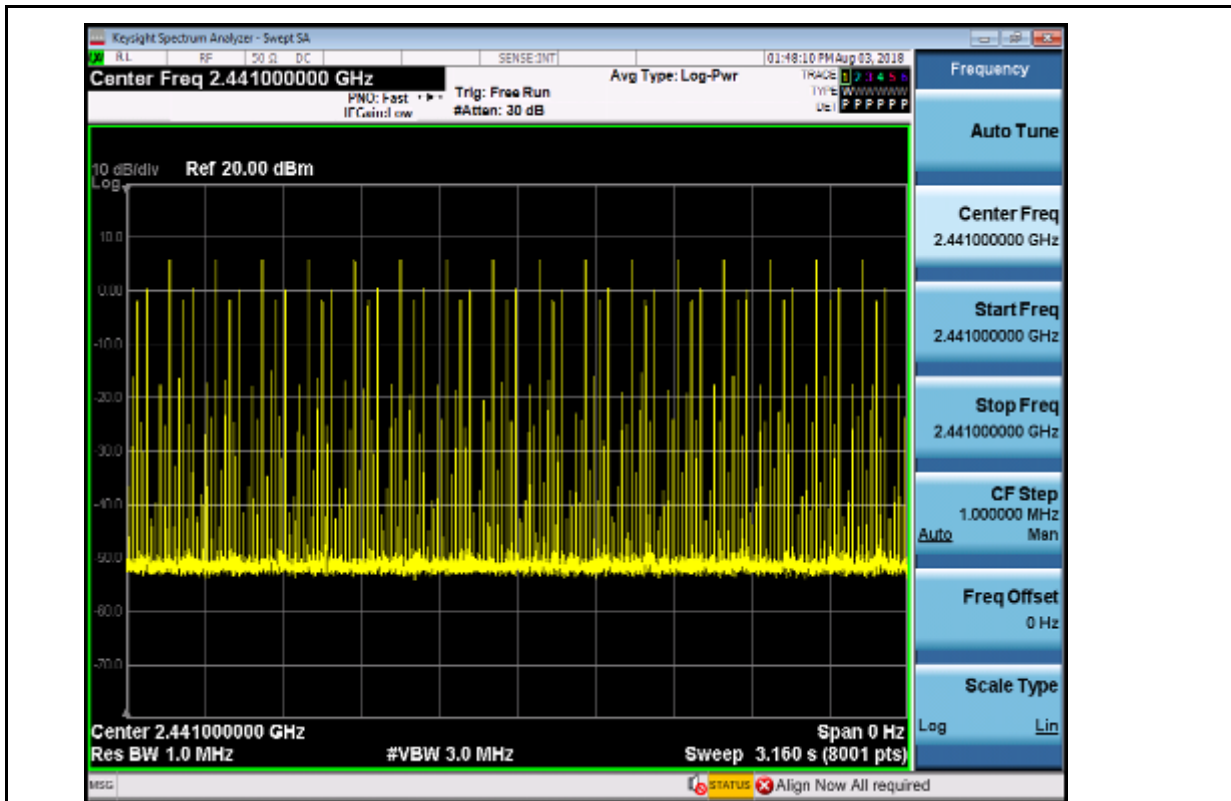 Keysight Spectrum Analyzer - Swept SA
RL RF 50 Ω DC SENSE:INT 01:48:10 PM Aug 03, 2018
Center Freq 2.441000000 GHz
Avg Type: Log-Pwr
TRACE 1 2 3 4 5 6
PNO: Fast
Trig: Free Run
TYPE WWWWWW
IFGain:Low
#Atten: 30 dB
DET P P P P P P
10 dB/div
Ref 20.00 dBm
Log
10.0
0.00
-10.0
-20.0
-30.0
-40.0
-50.0
-60.0
-70.0
Center 2.441000000 GHz
Span 0 Hz
Res BW 1.0 MHz
#VBW 3.0 MHz
Sweep 3.160 s (8001 pts)
MSG
STATUS
Align Now All required
Frequency
Auto Tune
Center Freq
2.441000000 GHz
Start Freq
2.441000000 GHz
Stop Freq
2.441000000 GHz
CF Step
1.000000 MHz
Auto Man
Freq Offset
0 Hz
Scale Type
Log Lin